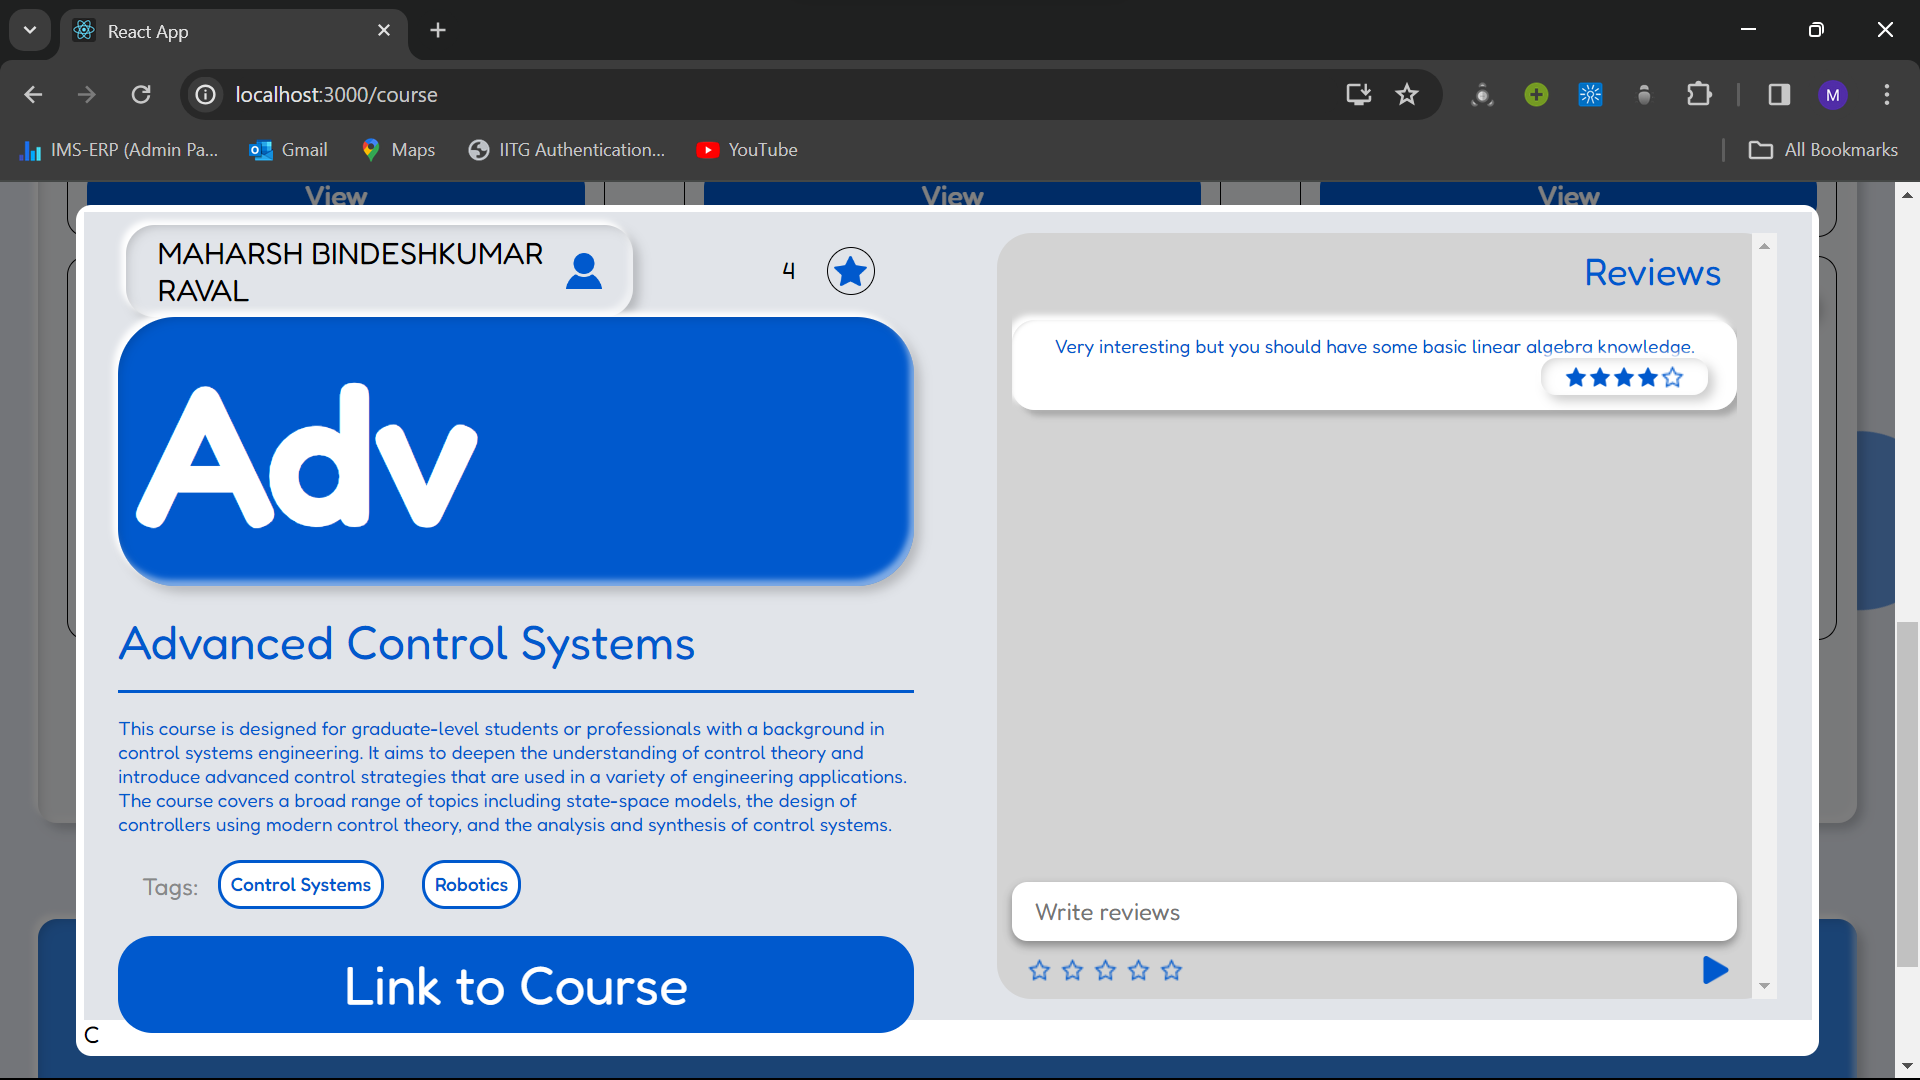 React App
localhost:3000/course
M
IMS-ERP (Admin Pa...
Gmail
Maps
IITG Authentication...
YouTube
All Bookmarks
View
View
View
MAHARSH BINDESHKUMAR
RAVAL
4
Adv
Advanced Control Systems
This course is designed for graduate-level students or professionals with a background in
control systems engineering. It aims to deepen the understanding of control theory and
introduce advanced control strategies that are used in a variety of engineering applications.
The course covers a broad range of topics including state-space models, the design of
controllers using modern control theory, and the analysis and synthesis of control systems.
Tags:
Control Systems
Robotics
Link to Course
C
Reviews
Very interesting but you should have some basic linear algebra knowledge.
Write reviews